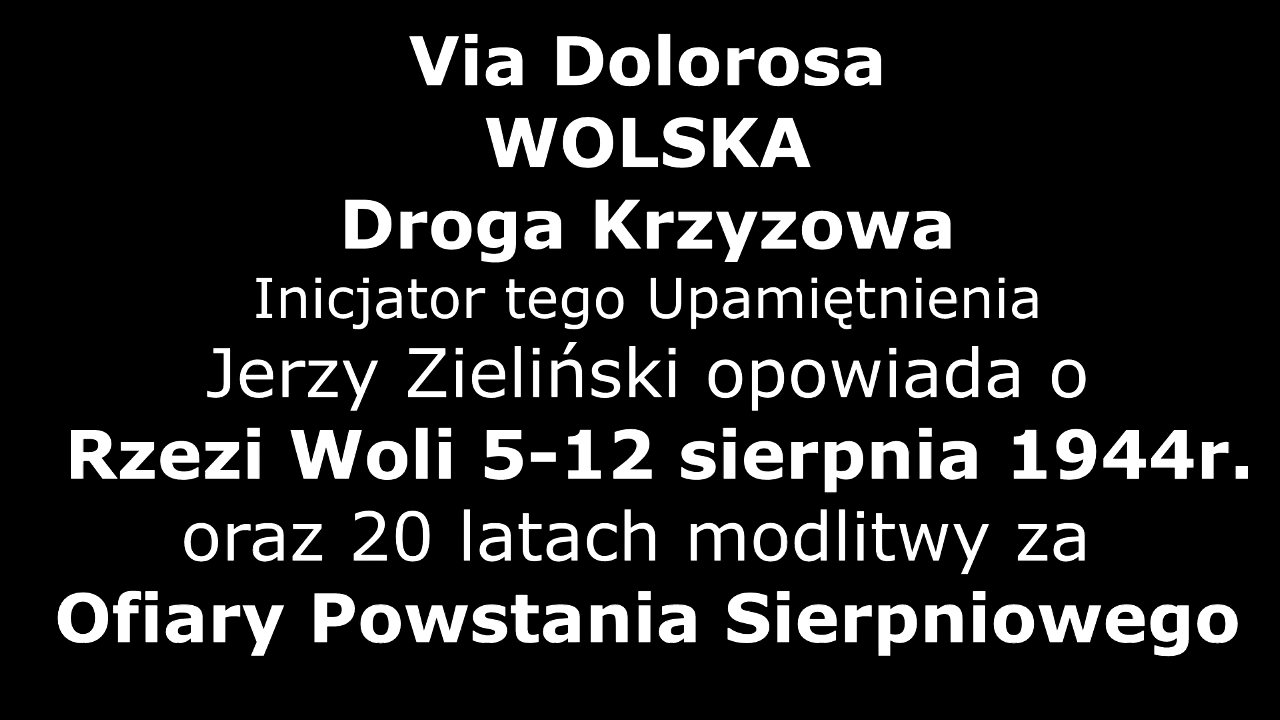 Via Dolorosa
WOLSKA
Droga Krzyzowa
Inicjator tego Upamiętnienia
Jerzy Zieliński opowiada o
Rzezi Woli 5-12 sierpnia 1944r.
oraz 20 latach modlitwy za
Ofiary Powstania Sierpniowego